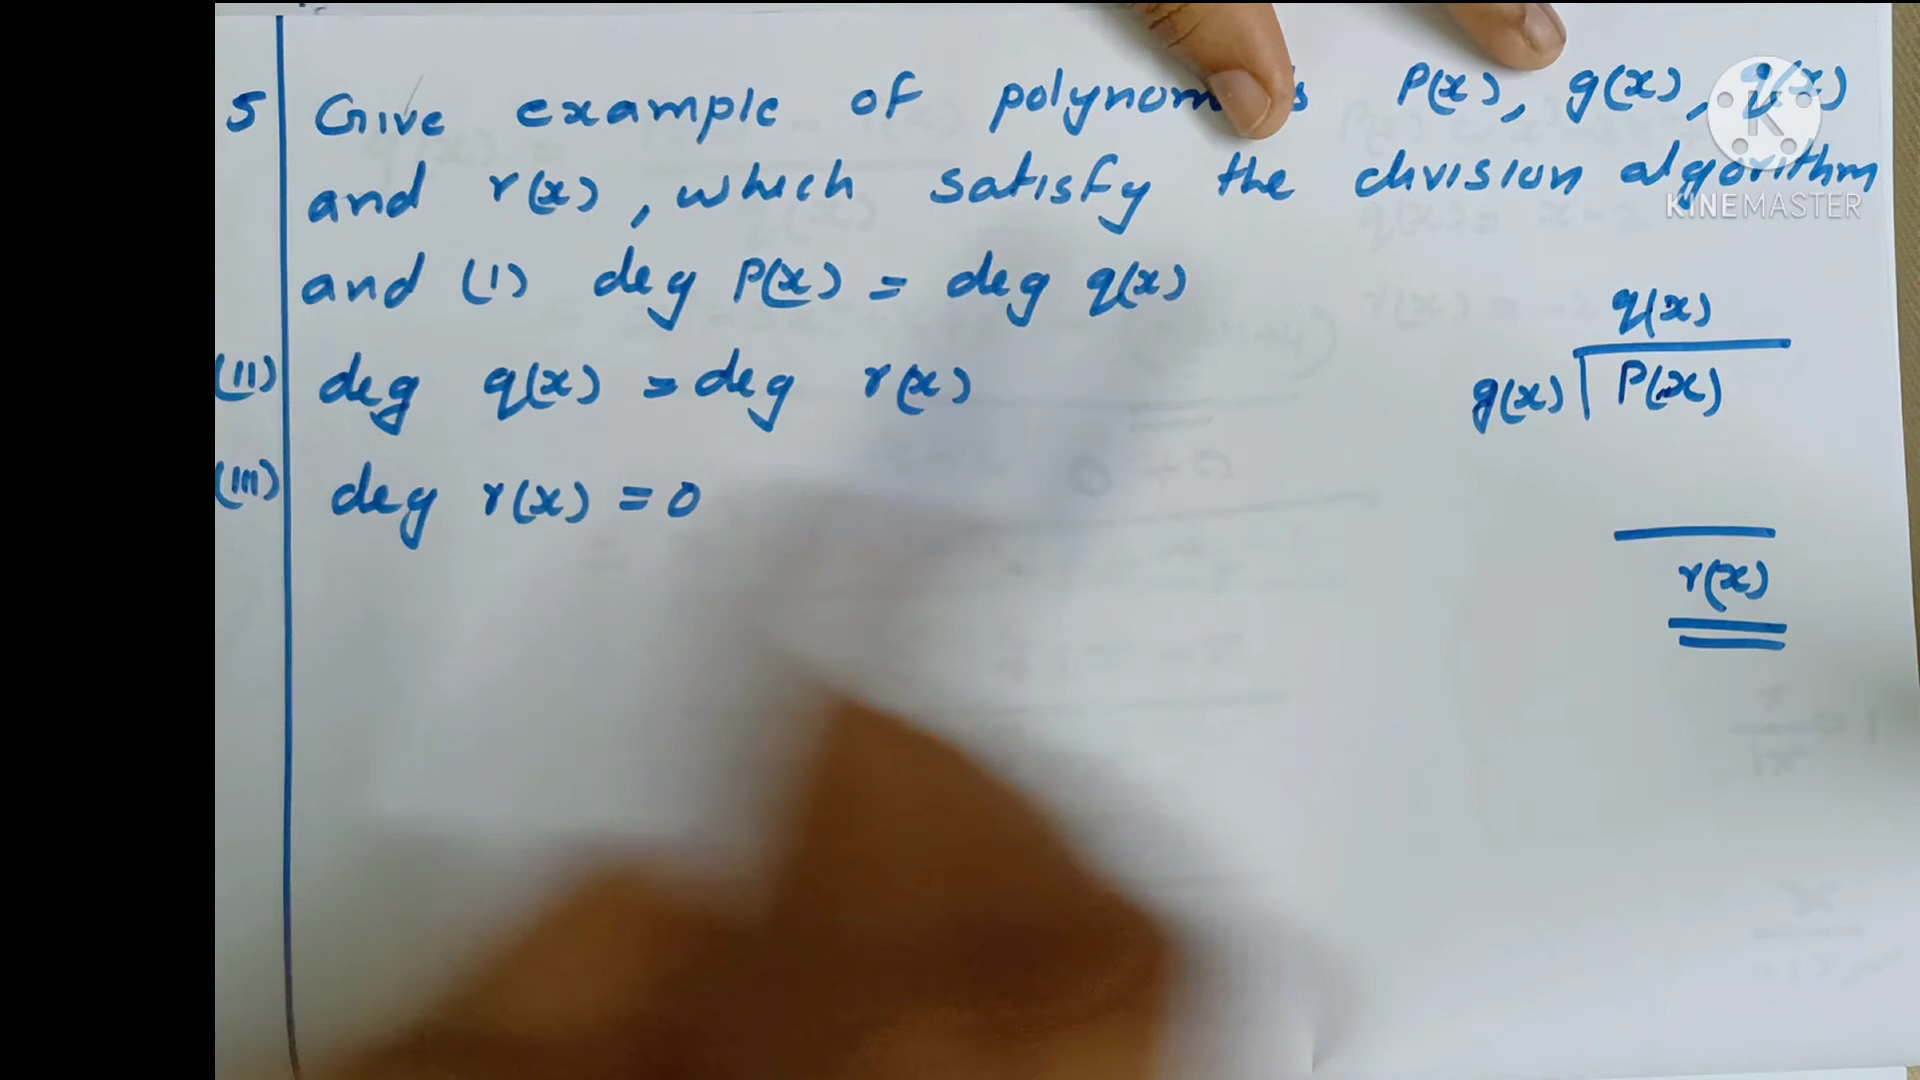 5 Give example of P(x), g(x), q(x)
and r(x), which satisfy the division algorithm
KINEMASTER
and (I) deg P(x) = deg q(x)
(II) deg q(x) = deg r(x)
(III) deg r(x) = 0
q(x)
g(x) P(x)
r(x)